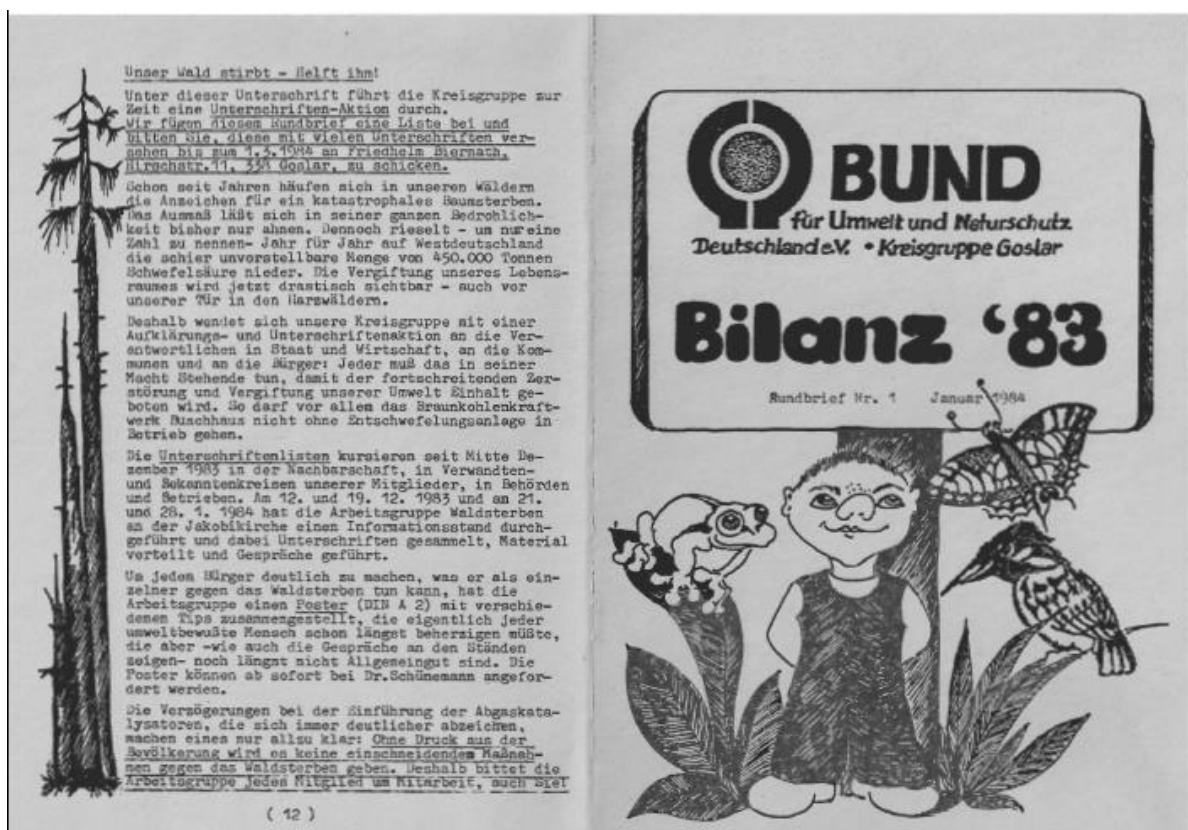 Unser Wald stirbt - Helft ihm!
Unter dieser Unterschrift führt die Kreisgruppe zur
Zeit eine Unterschriften-Aktion durch.
Wir fügen diesem Rundbrief eine Liste bei und
bitten Sie, diese mit vielen Unterschriften ver-
sehen bis zum 1.3.1984 an Friedhelm Biernath,
Hirschstr.11, 338 Goslar, zu schicken.
Schon seit Jahren häufen sich in unseren Wäldern
die Anzeichen für ein katastrophales Baumsterben.
Das Ausmaß läßt sich in seiner ganzen Bedrohlich-
keit bisher nur ahnen. Dennoch rieselt - um nur eine
Zahl zu nennen- Jahr für Jahr auf Westdeutschland
die schier unvorstellbare Menge von 450.000 Tonnen
Schwefelsäure nieder. Die Vergiftung unseres Lebens-
raumes wird jetzt drastisch sichtbar - auch vor
unserer Tür in den Harzwäldern.
Deshalb wendet sich unsere Kreisgruppe mit einer
Aufklärungs- und Unterschriftenaktion an die Ver-
antwortlichen in Staat und Wirtschaft, an die Kom-
munen und an die Bürger: Jeder muß das in seiner
Macht Stehende tun, damit der fortschreitenden Zer-
störung und Vergiftung unserer Umwelt Einhalt ge-
boten wird. So darf vor allem das Braunkohlenkraft-
werk Buschhaus nicht ohne Entschwefelungsanlage in
Betrieb gehen.
Die Unterschriftenlisten kursieren seit Mitte De-
zember 1983 in der Nachbarschaft, in Verwandten-
und Bekanntenkreisen unserer Mitglieder, in Behörden
und Betrieben. Am 12. und 19. 12. 1983 und an 21.
und 28. 1. 1984 hat die Arbeitsgruppe Waldsterben
an der Jakobikirche einen Informationsstand durch-
geführt und dabei Unterschriften gesammelt, Material
verteilt und Gespräche geführt.
Um jedem Bürger deutlich zu machen, was er als ein-
zelner gegen das Waldsterben tun kann, hat die
Arbeitsgruppe einen Poster (DIN A 2) mit verschie-
denen Tips zusammengestellt, die eigentlich jeder
umweltbewußte Mensch schon längst beherzigen müßte,
die aber -wie auch die Gespräche an den Ständen
zeigen- noch längst nicht Allgemeingut sind. Die
Poster können ab sofort bei Dr.Schünemann angefor-
dert werden.
Die Verzögerungen bei der Einführung der Abgaskata-
lysatoren, die sich immer deutlicher abzeichen,
machen eines nur allzu klar: Ohne Druck aus der
Bevölkerung wird es keine einschneidendem Maßnah-
men gegen das Waldsterben geben. Deshalb bittet die
Arbeitsgruppe jedes Mitglied um Mitarbeit, auch
( 12 )
BUND
für Umwelt und Naturschutz
Deutschland e.V. • Kreisgruppe Goslar
Bilanz '83
Rundbrief Nr. 1 Januar 1984